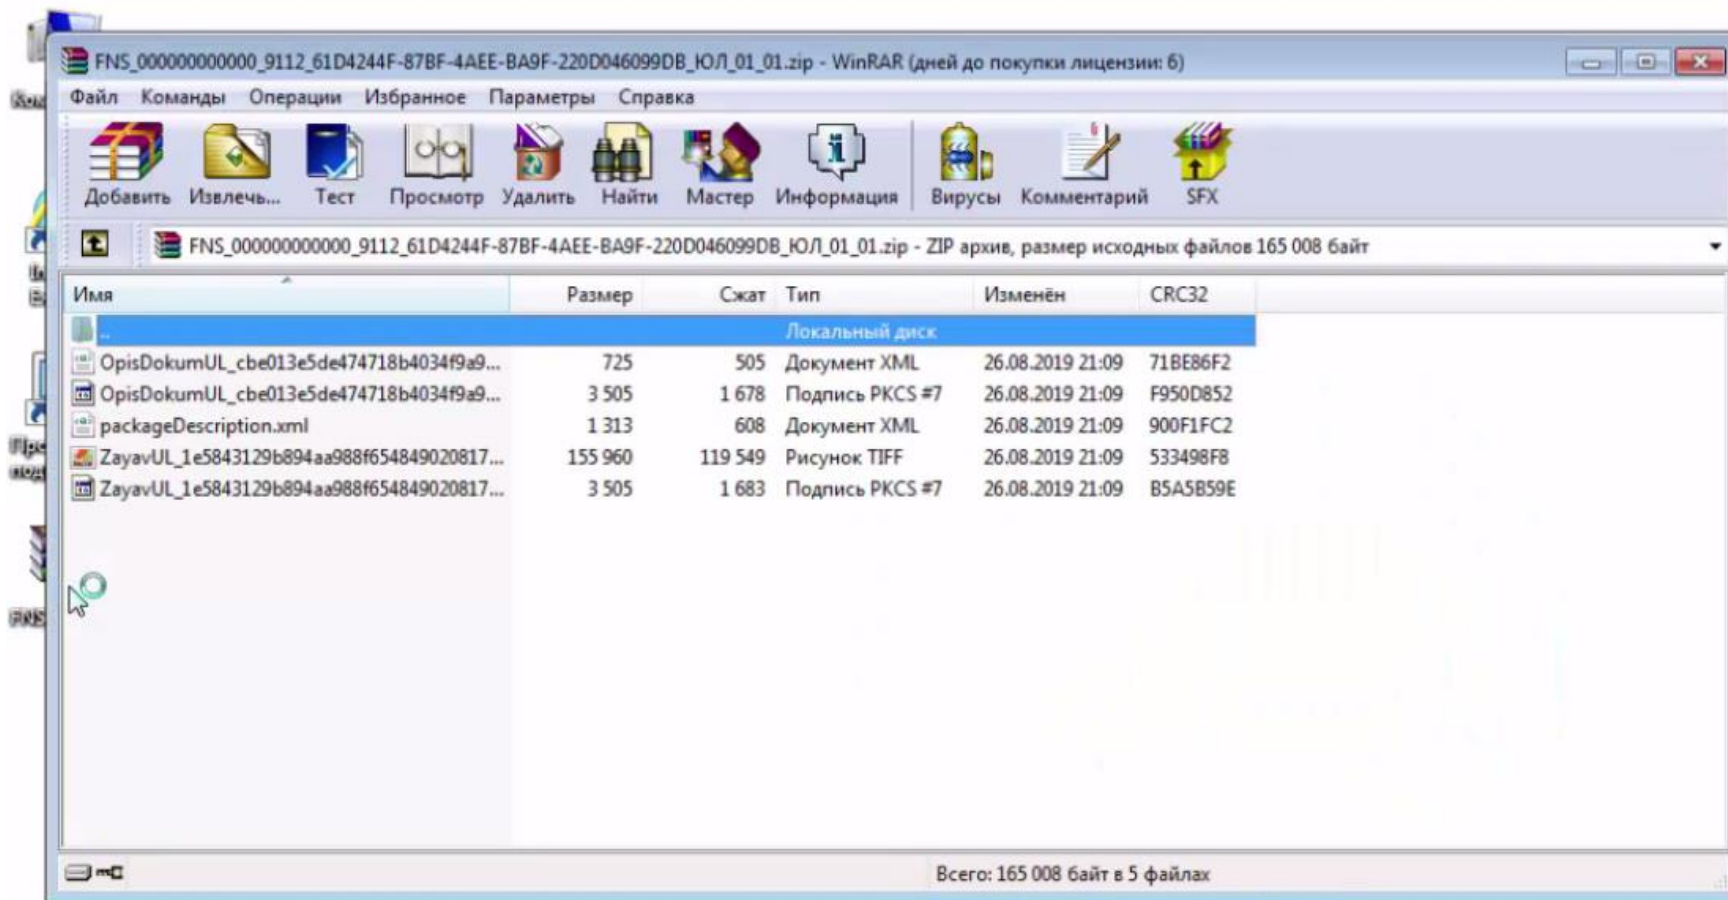 FNS_000000000000_9112_61D4244F-87BF-4AEE-BA9F-220D046099DB_ЮЛ_01_01.zip - WinRAR (дней до покупки лицензии: 6)
Файл Команды Операции Избранное Параметры Справка
Добавить Извлечь... Тест Просмотр Удалить Найти Мастер Информация Вирусы Комментарий SFX
FNS_000000000000_9112_61D4244F-87BF-4AEE-BA9F-220D046099DB_ЮЛ_01_01.zip - ZIP архив, размер исходных файлов 165 008 байт
Имя Размер Сжат Тип Изменён CRC32
.. Локальный диск
OpisDokumUL_cbe013e5de474718b4034f9a9... 725 505 Документ XML 26.08.2019 21:09 71BE86F2
OpisDokumUL_cbe013e5de474718b4034f9a9... 3 505 1 678 Подпись PKCS #7 26.08.2019 21:09 F950D852
packageDescription.xml 1 313 608 Документ XML 26.08.2019 21:09 900F1FC2
ZayavUL_1e5843129b894aa988f654849020817... 155 960 119 549 Рисунок TIFF 26.08.2019 21:09 533498F8
ZayavUL_1e5843129b894aa988f654849020817... 3 505 1 683 Подпись PKCS #7 26.08.2019 21:09 B5A5B59E
FNS
Всего: 165 008 байт в 5 файлах